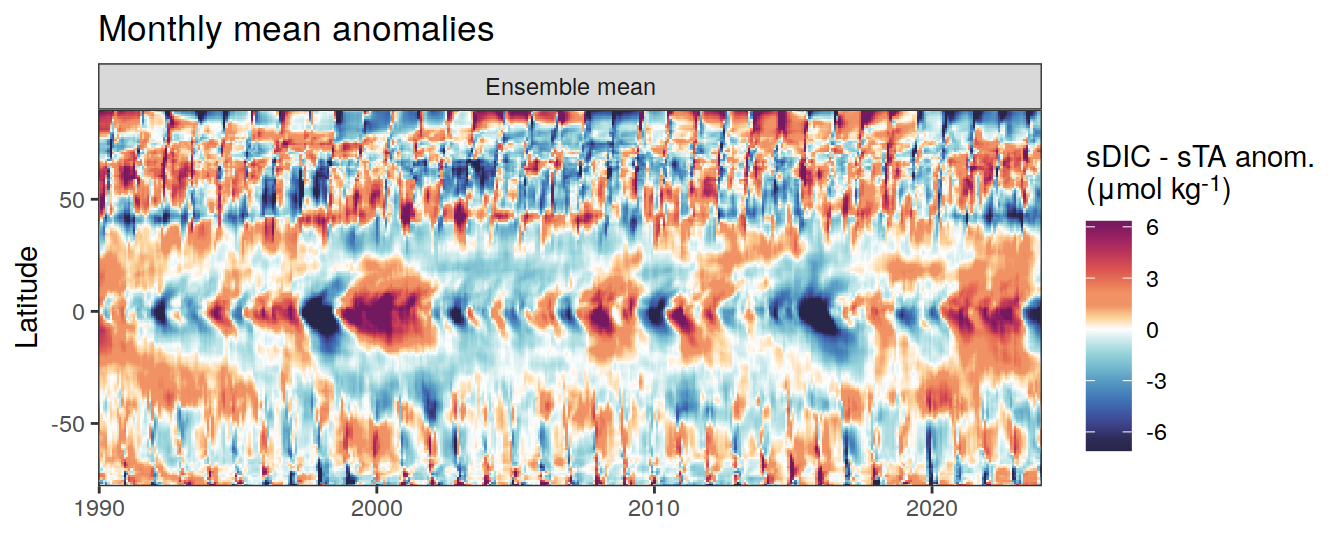 Monthly mean anomalies
Ensemble mean
Latitude
50
0
-50
1990
2000
2010
2020
sDIC - sTA anom.
(μmol kg-1)
6
3
0
-3
-6